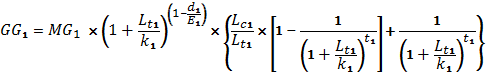 GG₁ = MG₁ × (1 + L_t1/k₁)^(1 − d₁/E₁) × {L_c1/L_t1 × [1 − 1/(1 + L_t1/k₁)^t₁] + 1/(1 + L_t1/k₁)^t₁}